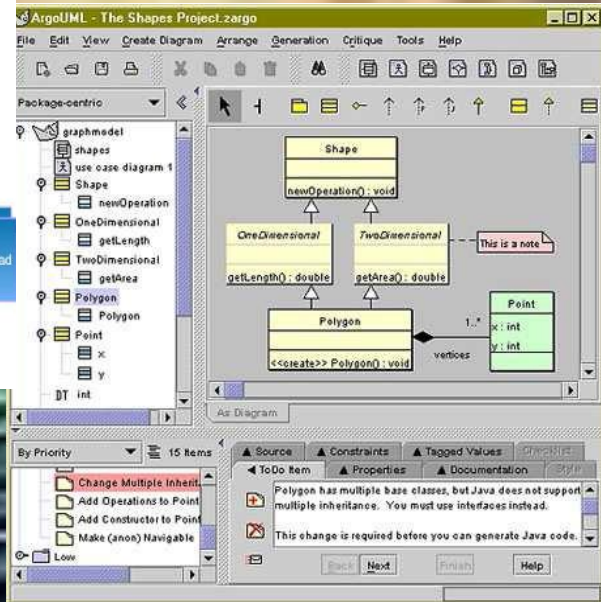 ArgoUML - The Shapes Project.zargo
File Edit View Create Diagram Arrange Generation Critique Tools Help
Package-centric
graphmodel
shapes
use case diagram 1
Shape
newOperation
OneDimensional
getLength
TwoDimensional
getArea
Polygon
Polygon
Point
x
y
DT int
ad
Shape
newOperation() : void
OneDimensional
getLength() : double
TwoDimensional
getArea() : double
This is a note
Polygon
<<create>> Polygon() : void
1..*
vertices
Point
x : int
y : int
As Diagram
By Priority
15 Items
Change Multiple Inherit
Add Operations to Point
Add Constructor to Point
Make (anon) Navigable
Low
Source Constraints Tagged Values Checklist
ToDo Item Properties Documentation Style
Polygon has multiple base classes, but Java does not support
multiple inheritance. You must use interfaces instead.
This change is required before you can generate Java code.
Back Next Finish Help